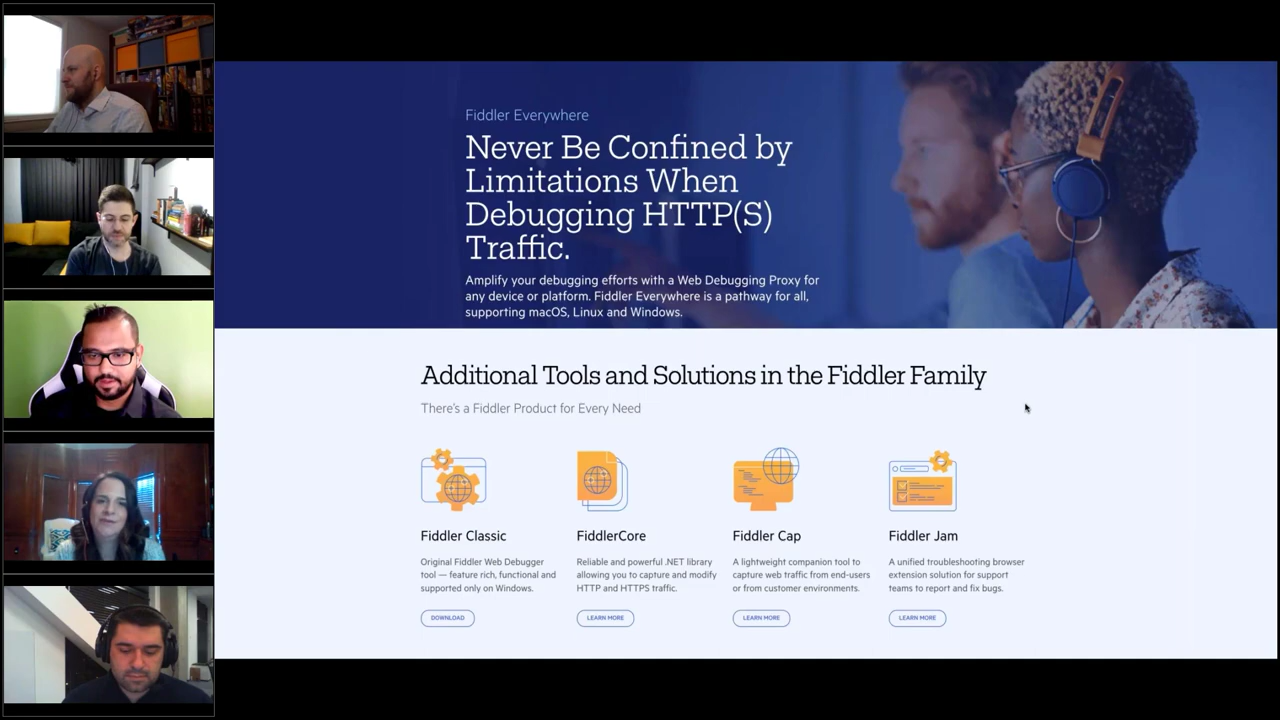 Fiddler Everywhere
Never Be Confined by
Limitations When
Debugging HTTP(S)
Traffic.
Amplify your debugging efforts with a Web Debugging Proxy for
any device or platform. Fiddler Everywhere is a pathway for all,
supporting macOS, Linux and Windows.
Additional Tools and Solutions in the Fiddler Family
There's a Fiddler Product for Every Need
Fiddler Classic
Original Fiddler Web Debugger
tool — feature rich, functional and
supported only on Windows.
DOWNLOAD
FiddlerCore
Reliable and powerful .NET library
allowing you to capture and modify
HTTP and HTTPS traffic.
LEARN MORE
Fiddler Cap
A lightweight companion tool to
capture web traffic from end-users
or from customer environments.
LEARN MORE
Fiddler Jam
A unified troubleshooting browser
extension solution for support
teams to report and fix bugs.
LEARN MORE